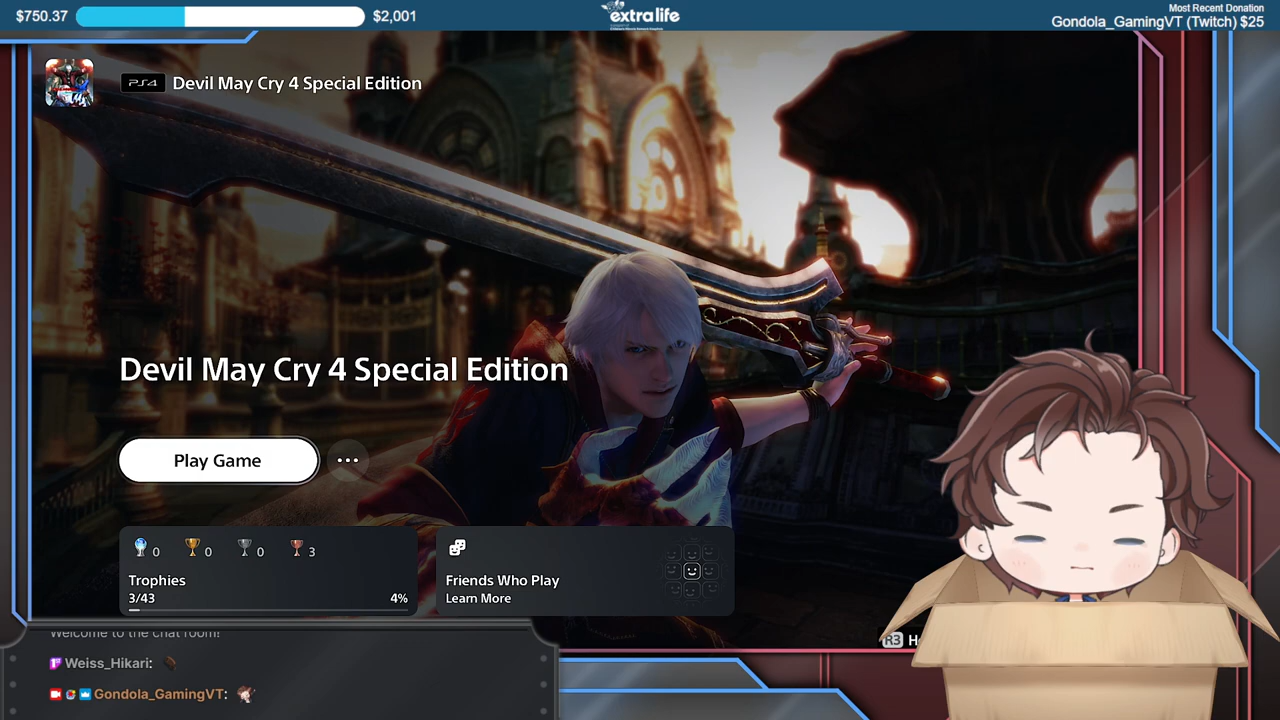 $750.37
$2,001
extralife
Most Recent Donation
Gondola_GamingVT (Twitch) $25
PS4 Devil May Cry 4 Special Edition
Devil May Cry 4 Special Edition
Play Game
0 0 0 3
Trophies
3/43 4%
Friends Who Play
Learn More
R3
Welcome to the chat room!
Weiss_Hikari:
Gondola_GamingVT: